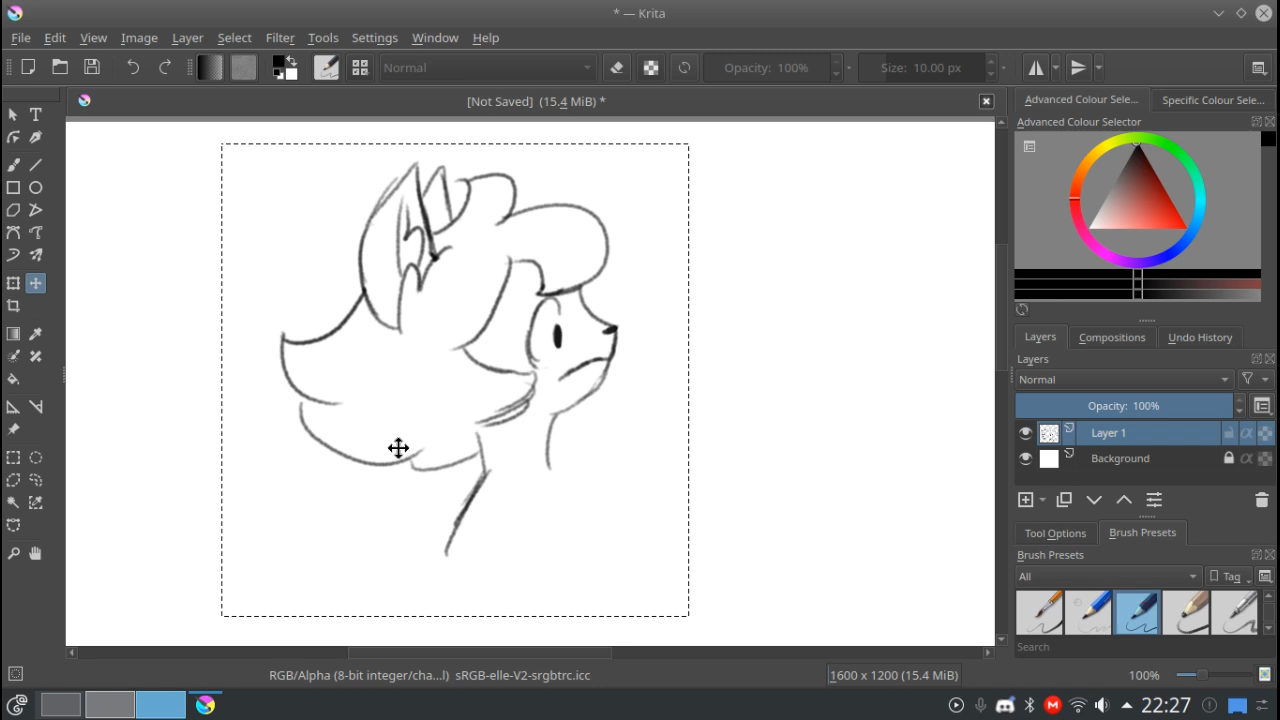 * — Krita
File Edit View Image Layer Select Filter Tools Settings Window Help
Normal Opacity: 100% Size: 10.00 px
[Not Saved] (15.4 MiB) *
Advanced Colour Sele... Specific Colour Sele...
Advanced Colour Selector
Layers Compositions Undo History
Layers
Normal
Opacity: 100%
Layer 1
Background
Tool Options Brush Presets
Brush Presets
All Tag
Search
RGB/Alpha (8-bit integer/cha...l) sRGB-elle-V2-srgbtrc.icc 1600 x 1200 (15.4 MiB) 100%
22:27